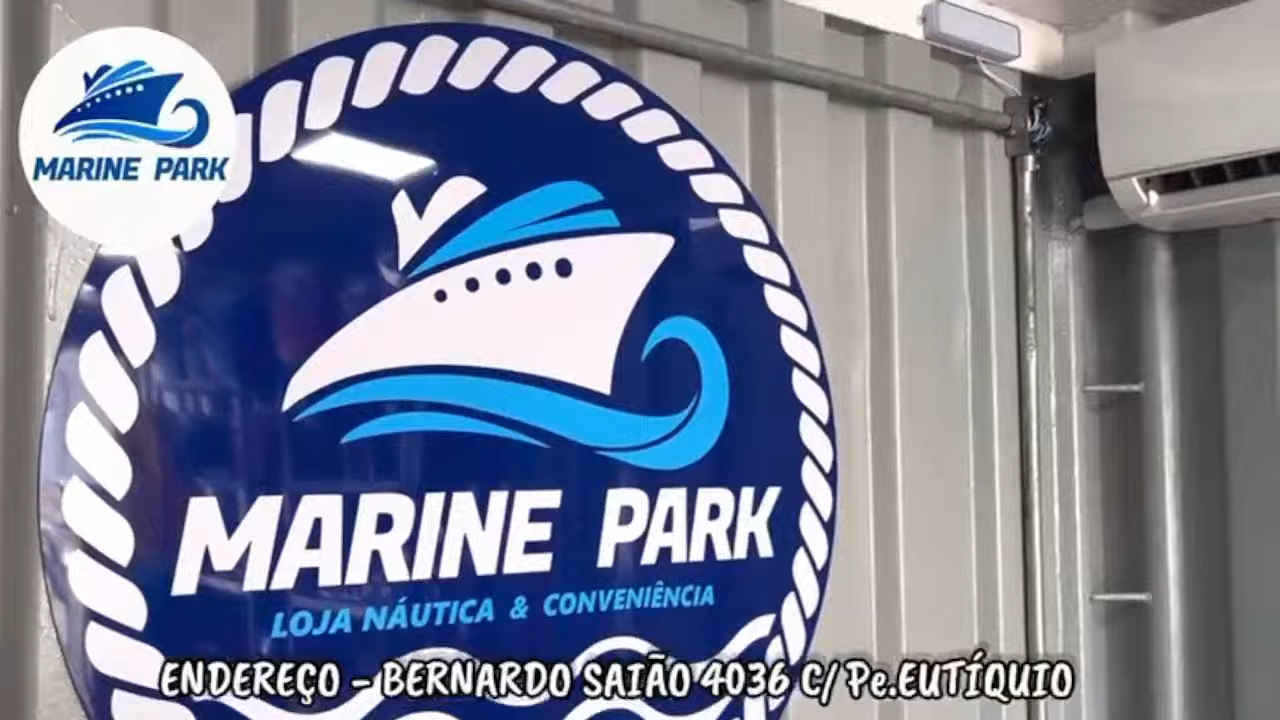 MARINE PARK
MARINE PARK
LOJA NÁUTICA & CONVENIÊNCIA
ENDEREÇO - BERNARDO SAIÃO 4036 C/ Pe.EUTÍQUIO